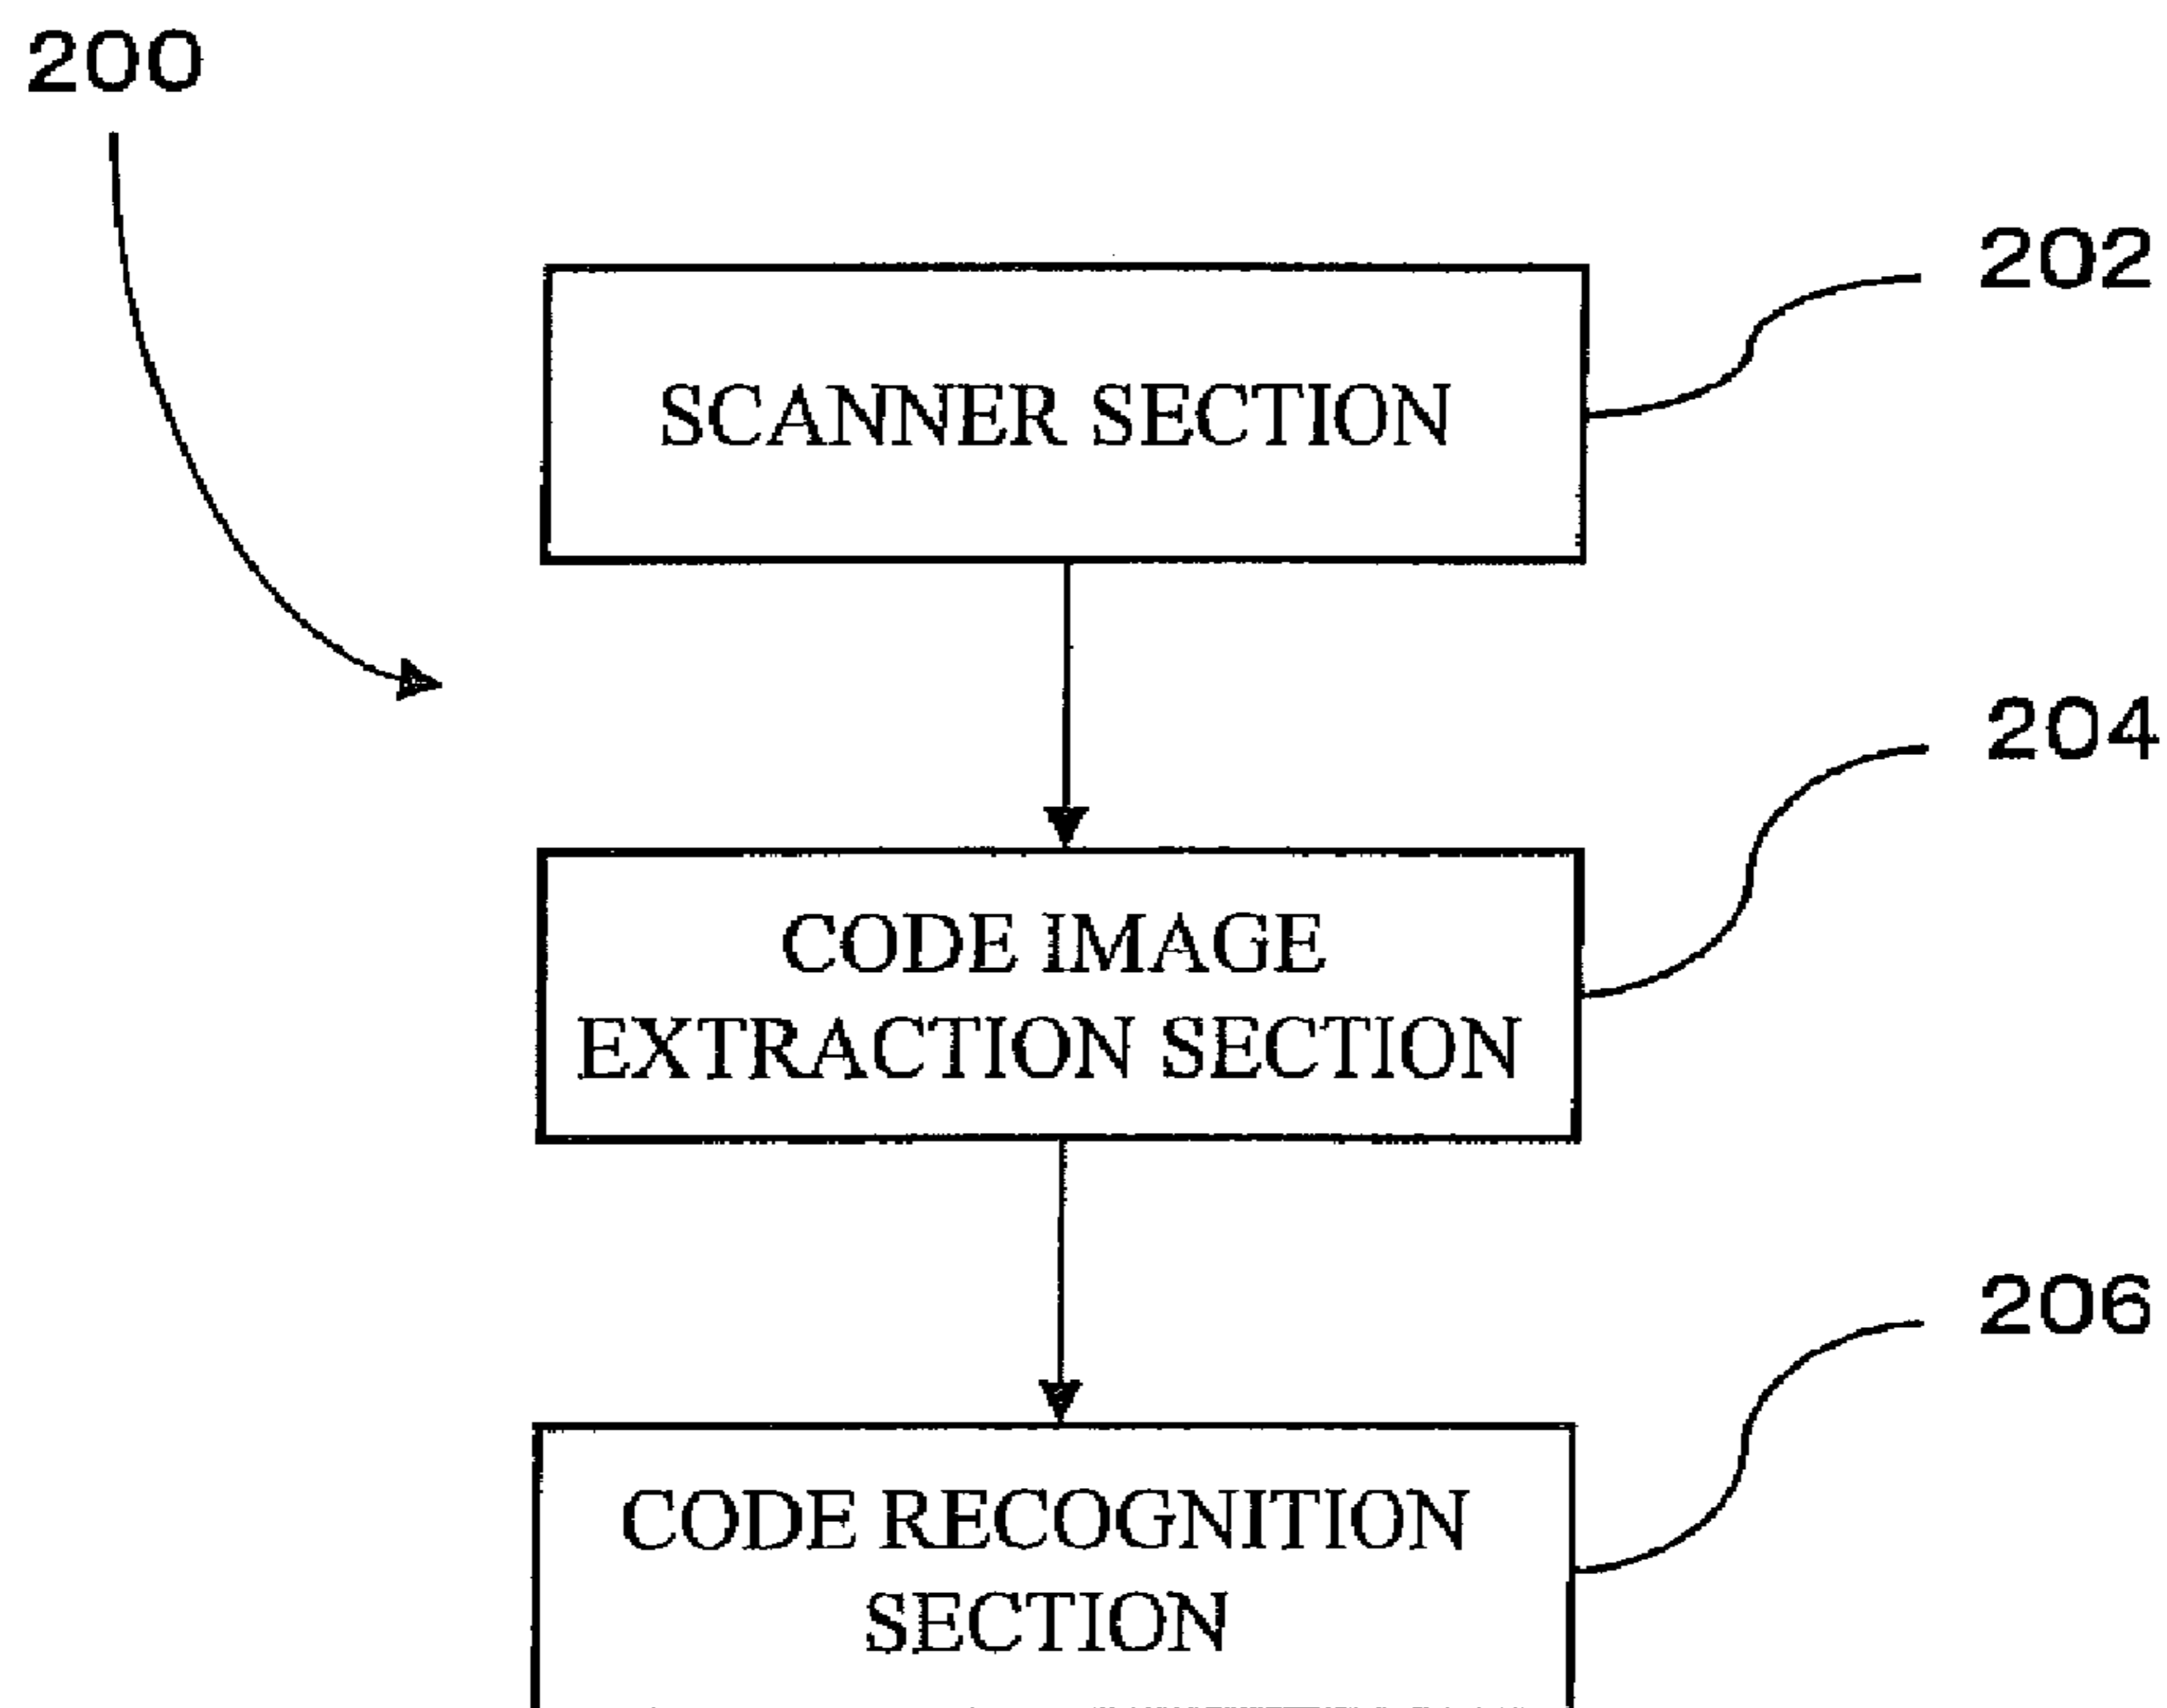 200
202
SCANNER SECTION
204
CODE IMAGE
EXTRACTION SECTION
206
CODE RECOGNITION
SECTION